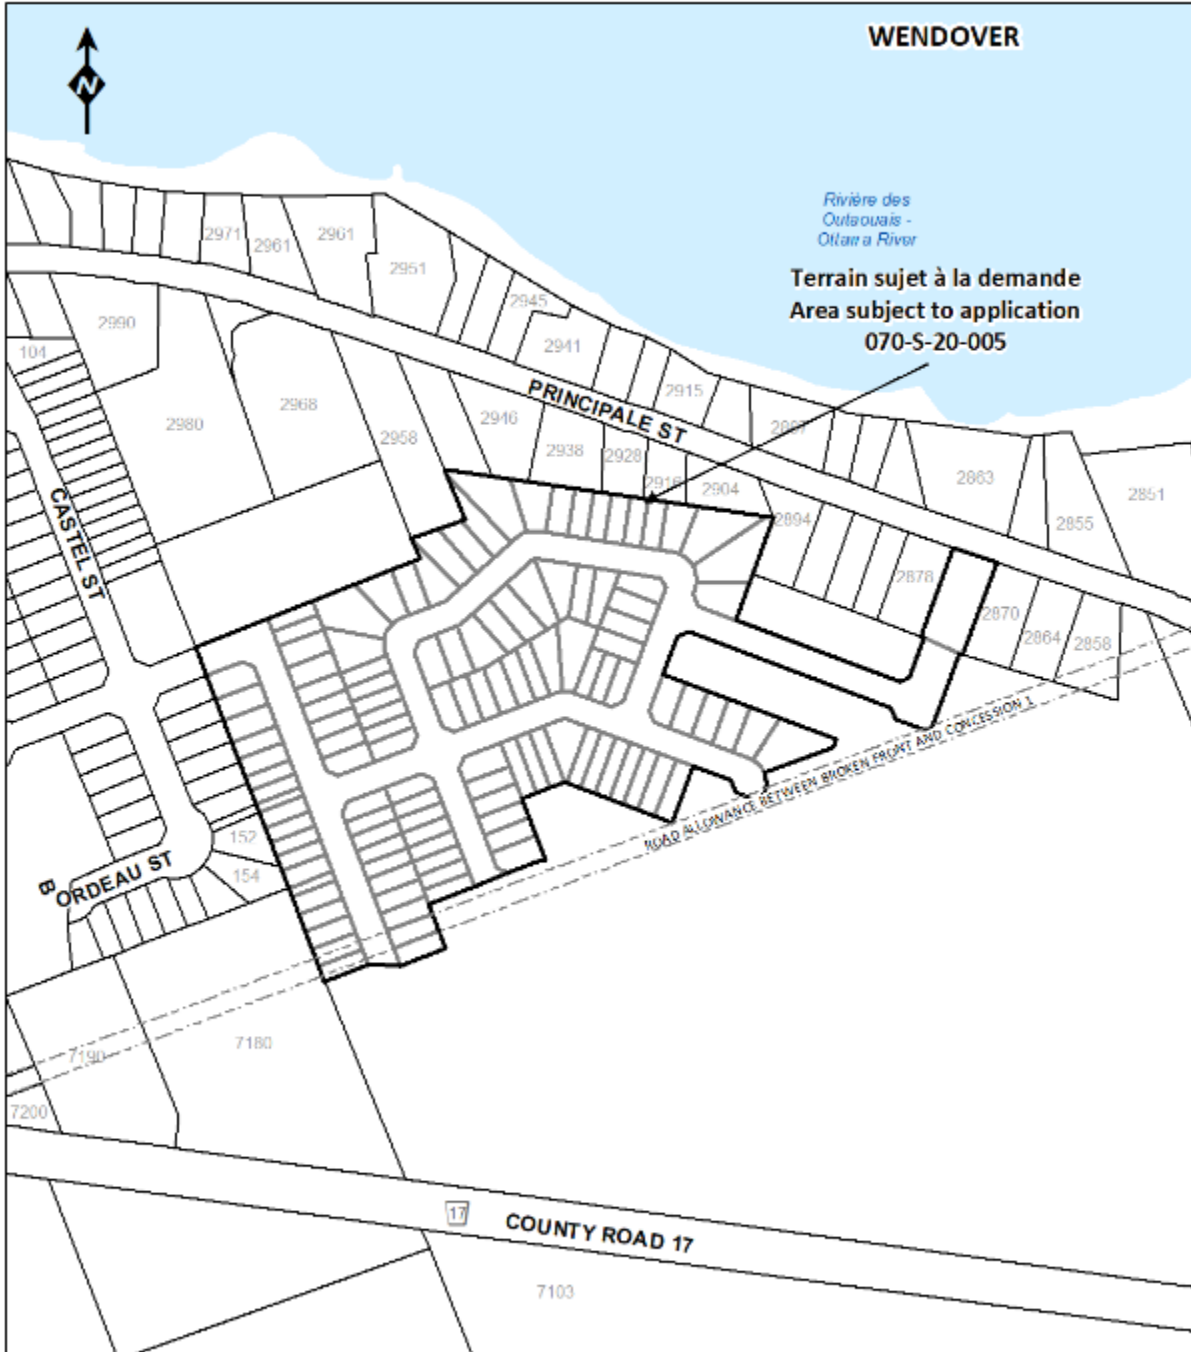 WENDOVER
N
Rivière des
Outaouais -
Ottawa River
Terrain sujet à la demande
Area subject to application
070-S-20-005
2971
2961
2961
2951
2945
2941
2915
2887
2863
2851
2855
2990
104
2980
2968
2958
2946
2938
2928
2916
2904
2894
2878
2870
2864
2858
PRINCIPALE ST
CASTEL ST
152
154
BORDEAU ST
ROAD ALLOWANCE BETWEEN BROKEN FRONT AND CONCESSION 1
7190
7180
7200
17
COUNTY ROAD 17
7103